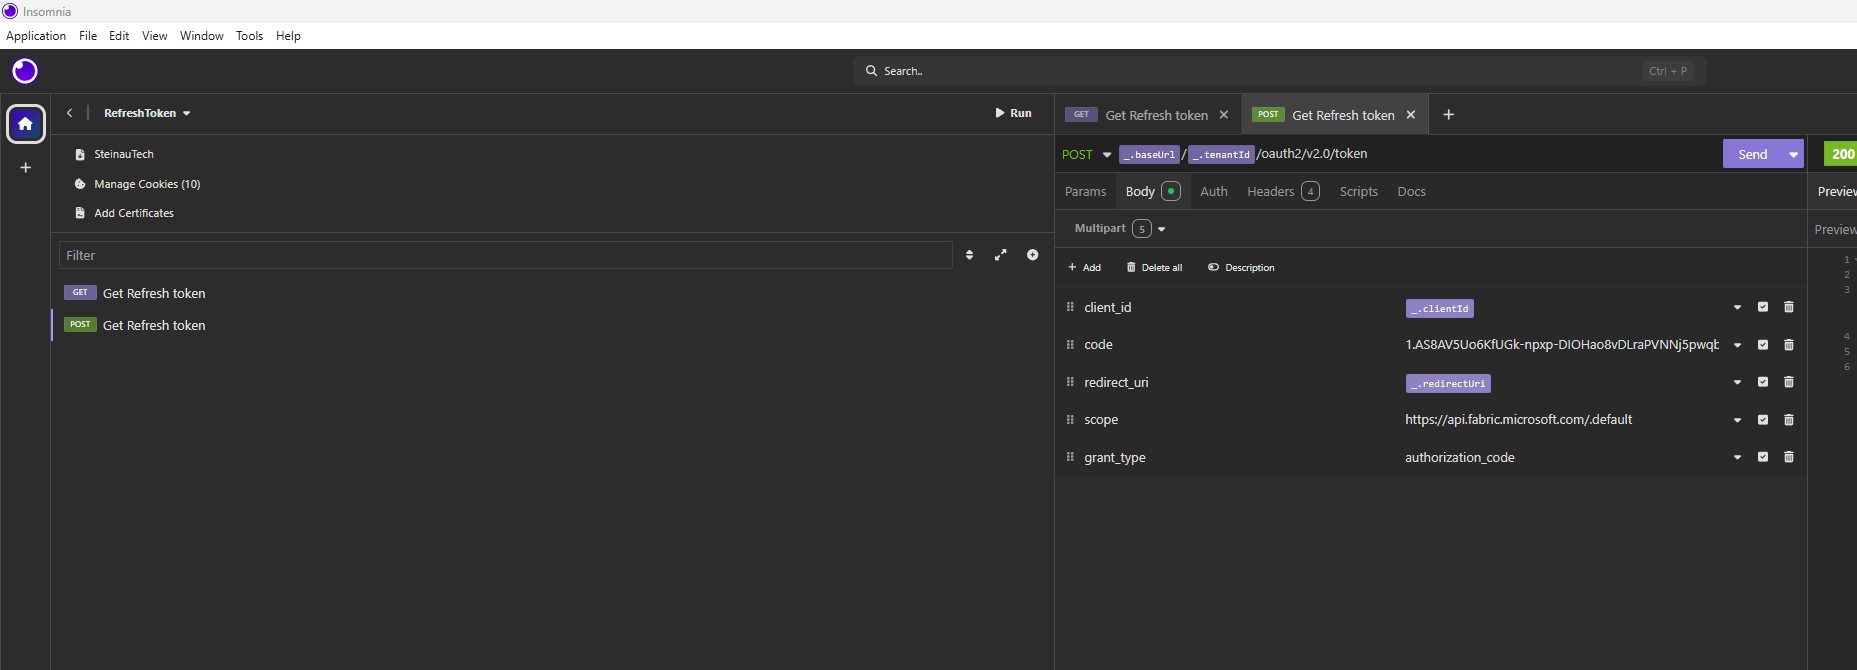 Insomnia
Application File Edit View Window Tools Help
Search.. Ctrl + P
RefreshToken Run
SteinauTech
Manage Cookies (10)
Add Certificates
Filter
GET Get Refresh token
POST Get Refresh token
GET Get Refresh token POST Get Refresh token
POST _.baseUrl / _.tenantId /oauth2/v2.0/token Send 200
Params Body Auth Headers 4 Scripts Docs Preview
Multipart 5 Preview
Add Delete all Description
client_id _.clientId
code 1.AS8AV5Uo6KfUGk-npxp-DIOHao8vDLraPVNNj5pwqb
redirect_uri _.redirectUri
scope https://api.fabric.microsoft.com/.default
grant_type authorization_code
1
2
3
4
5
6